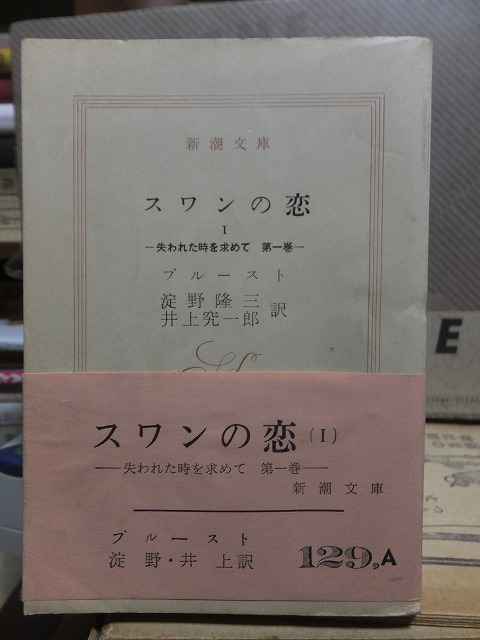 新潮文庫
スワンの恋
I
―失われた時を求めて 第一巻―
プルースト
淀野隆三
井上究一郎 訳
スワンの恋(I)
―失われた時を求めて 第一巻―
新潮文庫
プルースト
淀野・井上訳
129,A
E